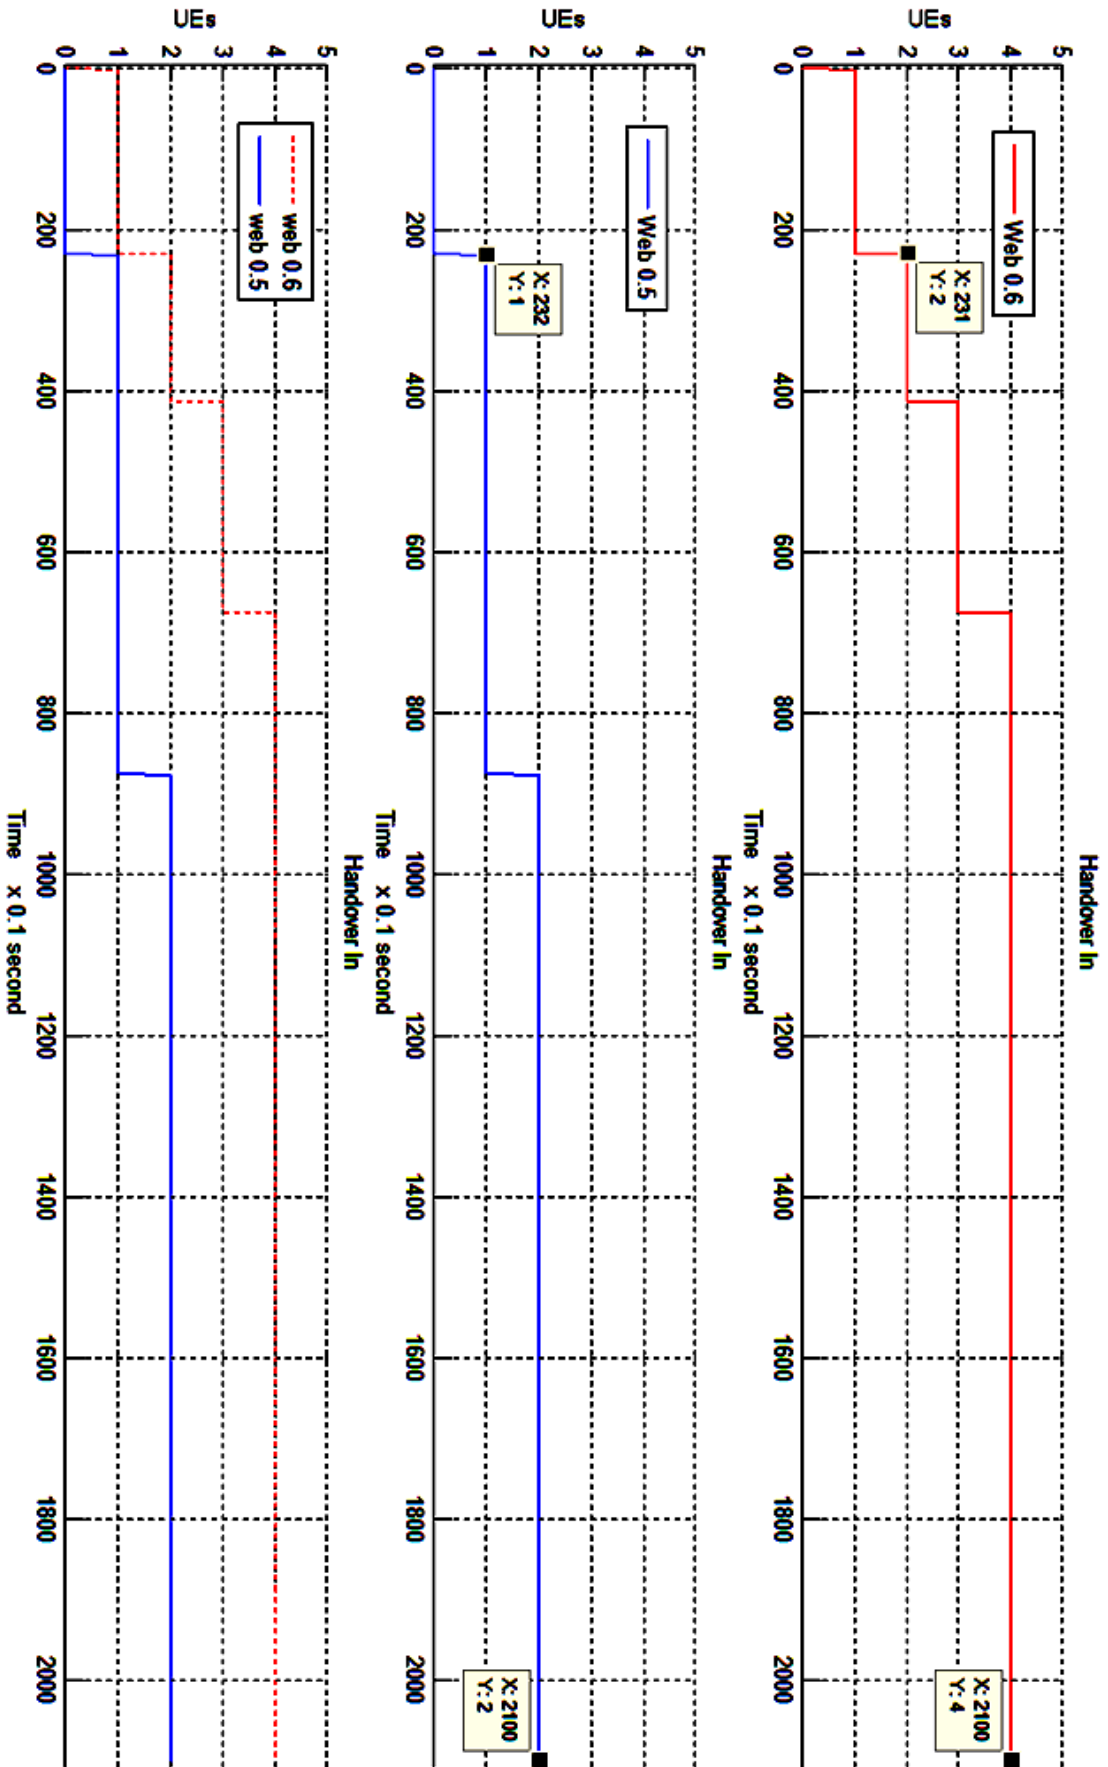 Handover In
UEs
5
4
3
2
1
0
Web 0.6
X: 231
Y: 2
X: 2100
Y: 4
0 200 400 600 800 1000 1200 1400 1600 1800 2000
Time x 0.1 second
Handover In
UEs
5
4
3
2
1
0
Web 0.5
X: 232
Y: 1
X: 2100
Y: 2
0 200 400 600 800 1000 1200 1400 1600 1800 2000
Time x 0.1 second
Handover In
UEs
5
4
3
2
1
0
web 0.6
web 0.5
0 200 400 600 800 1000 1200 1400 1600 1800 2000
Time x 0.1 second